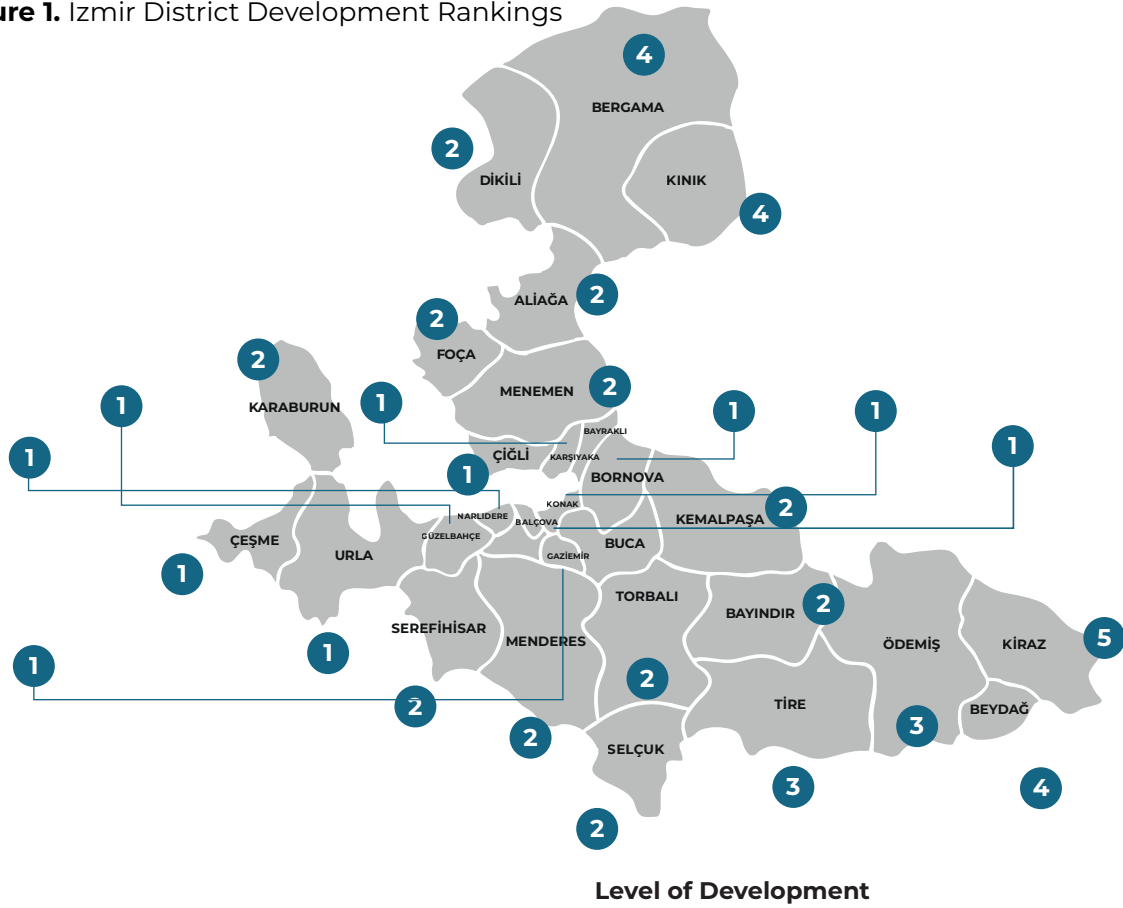 ure 1. Izmir District Development Rankings
4
BERGAMA
2
DİKİLİ
KINIK
4
ALİAĞA
2
2
FOÇA
2
KARABURUN
MENEMEN
2
1
1
1
1
BAYRAKLI
1
1
ÇİĞLİ
KARŞIYAKA
1
BORNOVA
KONAK
2
NARLIDERE
BALÇOVA
KEMALPAŞA
GÜZELBAHÇE
ÇEŞME
URLA
BUCA
GAZİEMİR
1
TORBALI
BAYINDIR
2
SEREFİHİSAR
MENDERES
ÖDEMİŞ
KİRAZ
5
1
1
2
2
TİRE
BEYDAĞ
2
3
SELÇUK
3
4
2
Level of Development